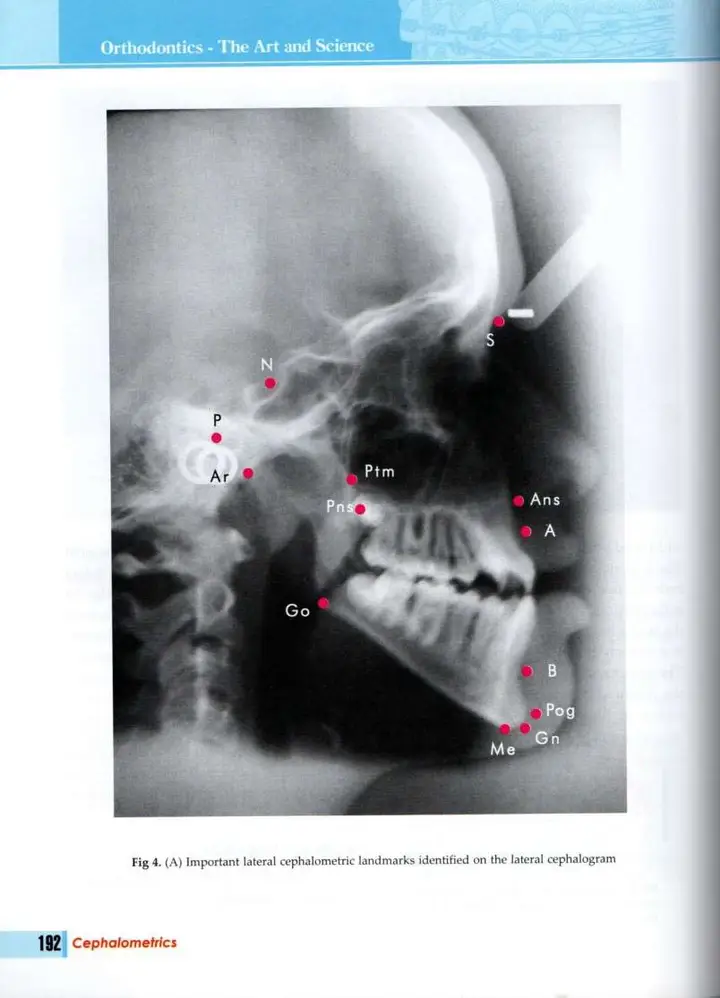 Orthodontics - The Art and Science
S
N
P
Ar
Ptm
Pns
Ans
A
Go
B
Pog
Gn
Me
Fig 4. (A) Important lateral cephalometric landmarks identified on the lateral cephalogram
192 Cephalometrics